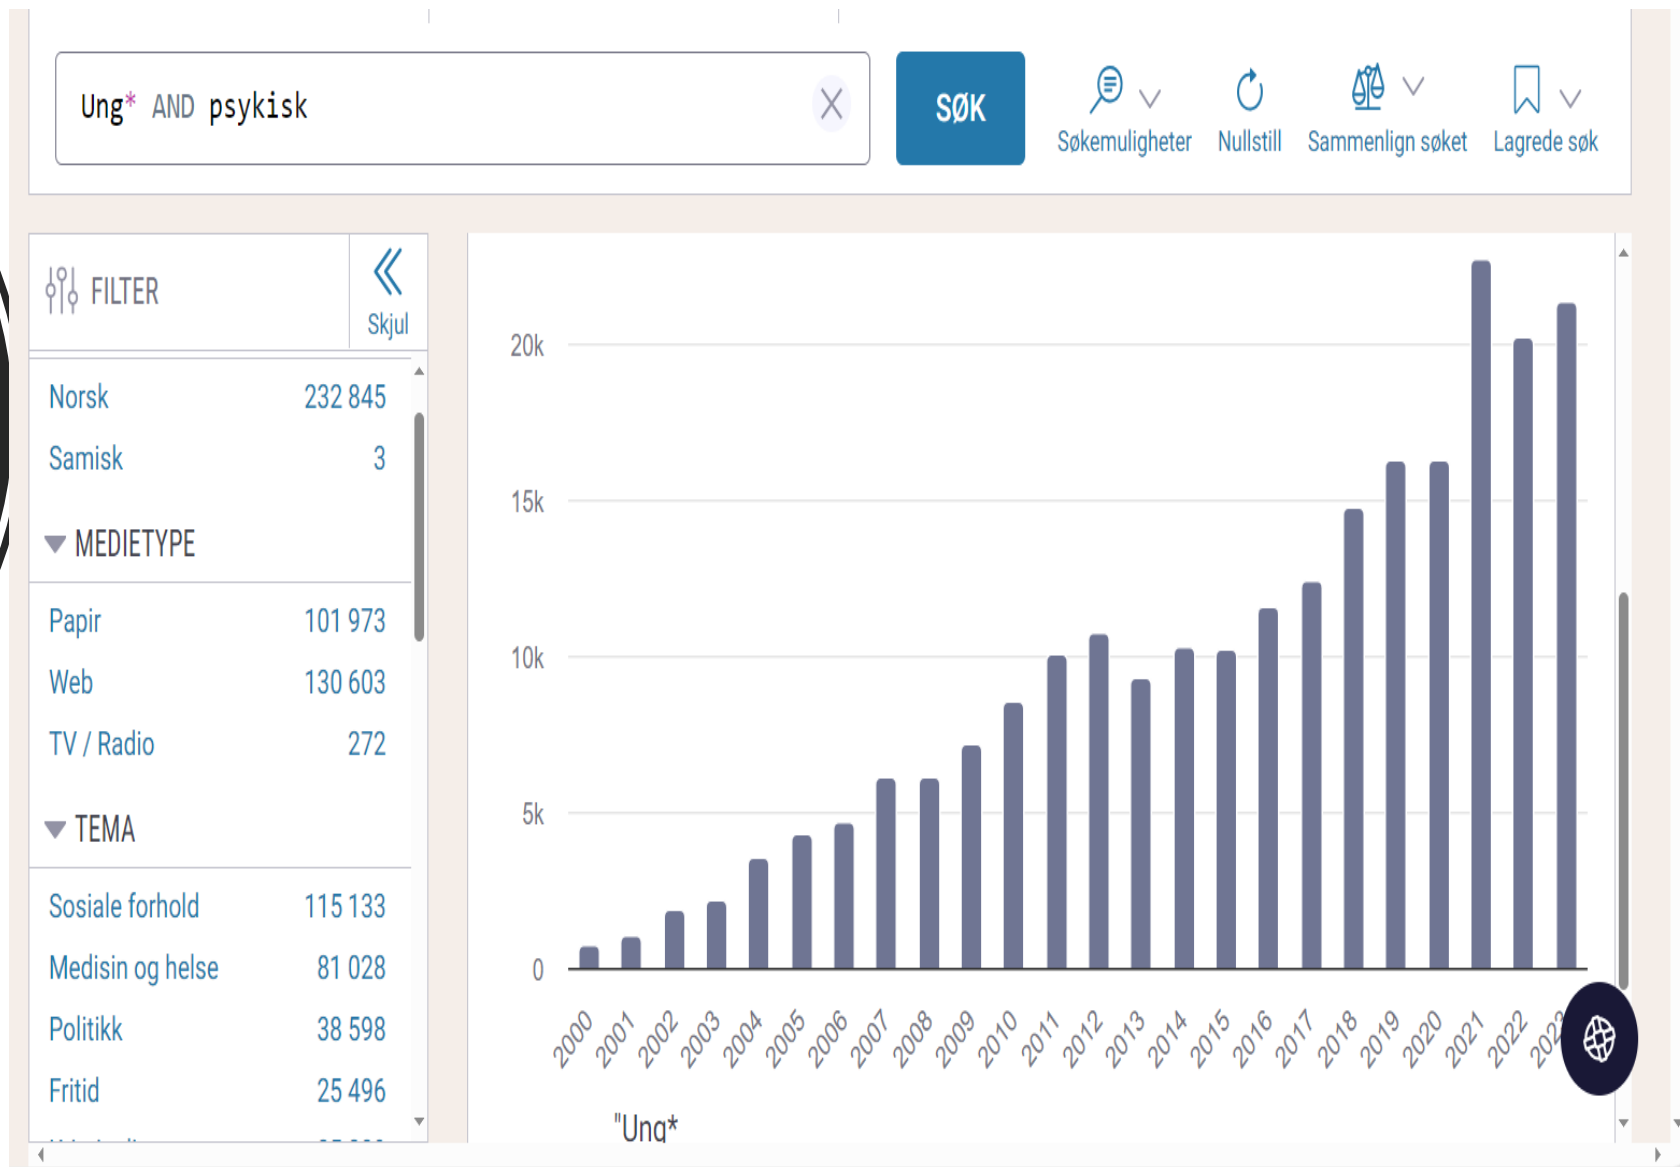 Ung* AND psykisk
SØK
Søkemuligheter
Nullstill
Sammenlign søket
Lagrede søk
FILTER
Skjul
Norsk 232 845
Samisk 3
MEDIETYPE
Papir 101 973
Web 130 603
TV / Radio 272
TEMA
Sosiale forhold 115 133
Medisin og helse 81 028
Politikk 38 598
Fritid 25 496
20k
15k
10k
5k
0
2000 2001 2002 2003 2004 2005 2006 2007 2008 2009 2010 2011 2012 2013 2014 2015 2016 2017 2018 2019 2020 2021 2022 2023
"Ung*